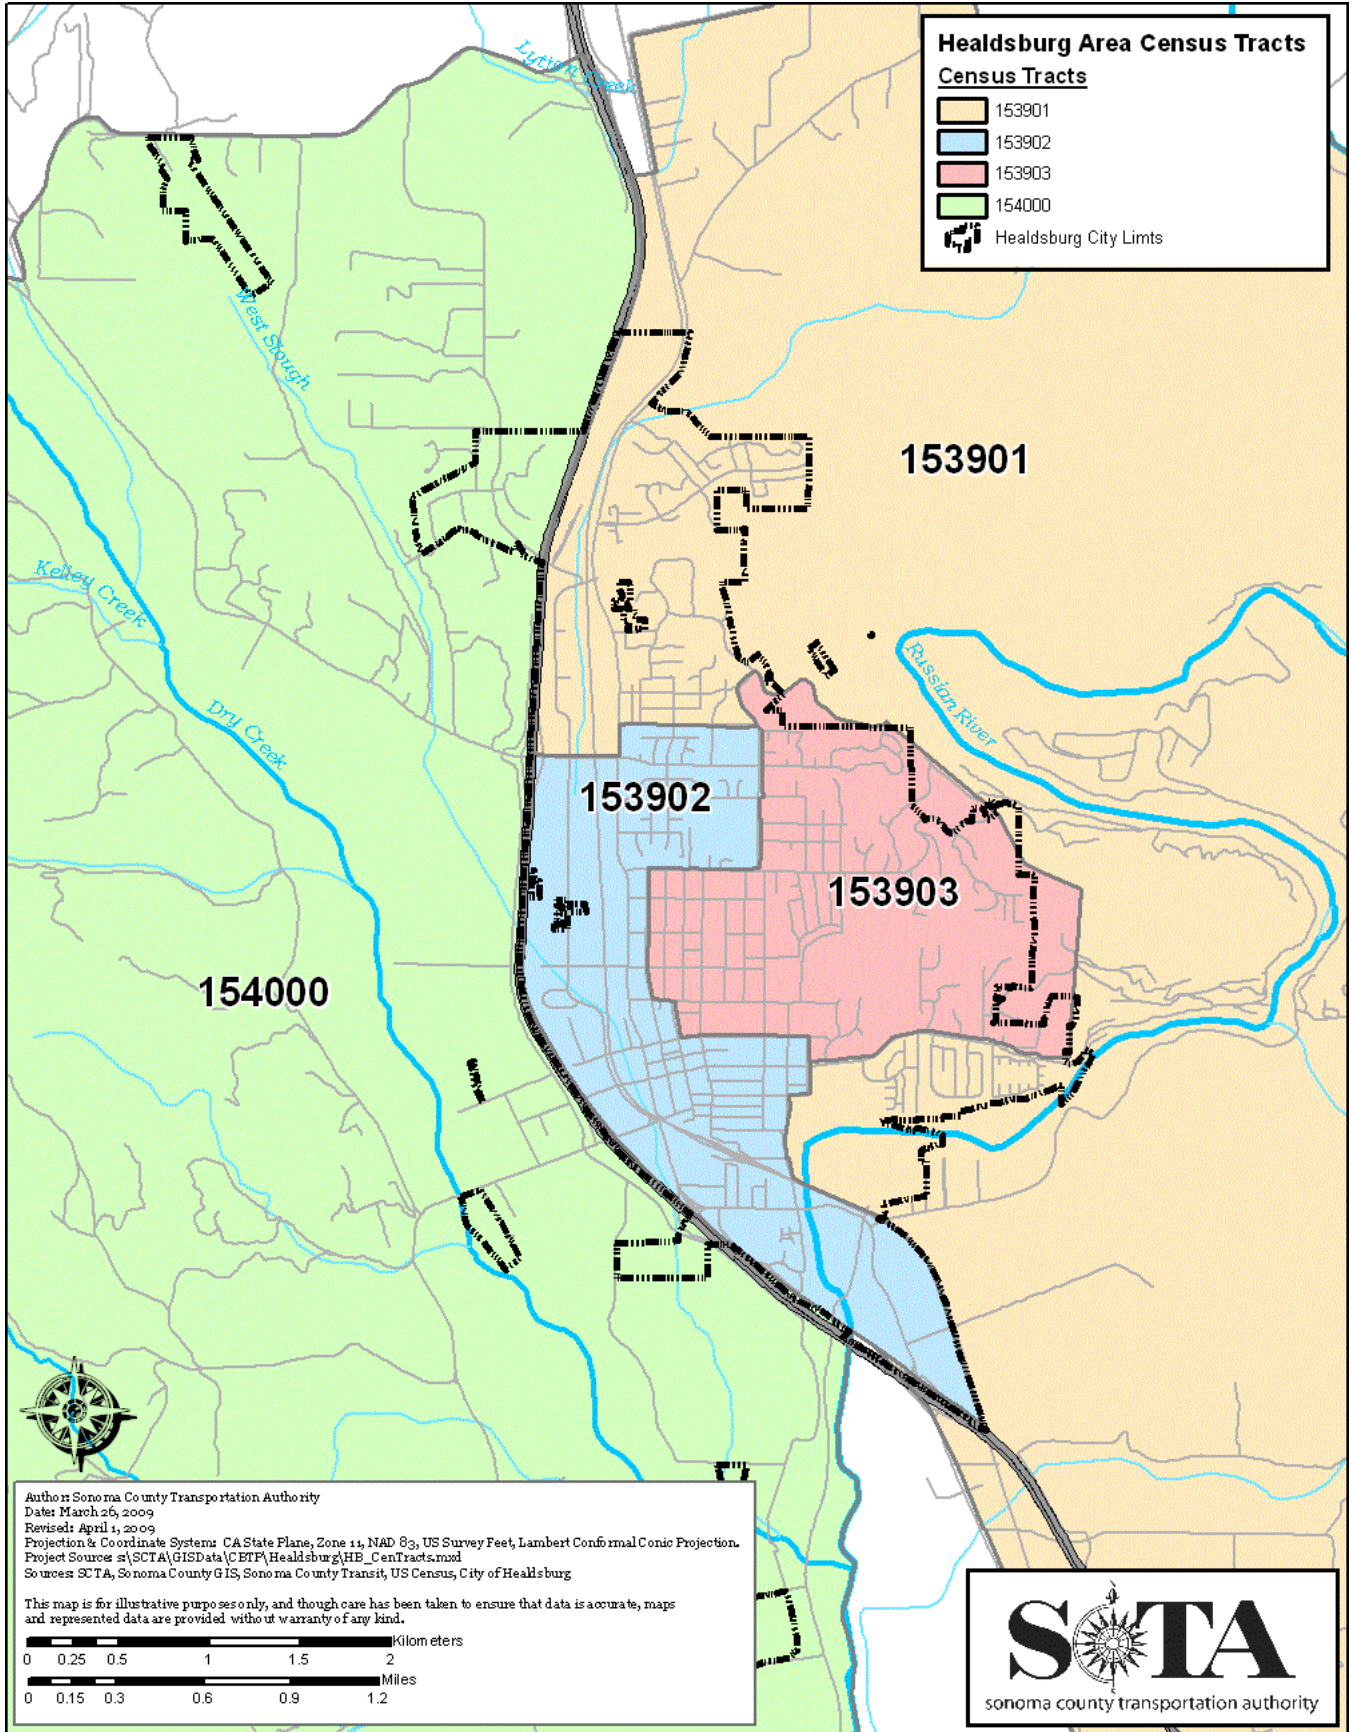 Healdsburg Area Census Tracts
Census Tracts
153901
153902
153903
154000
Healdsburg City Limts
Lytton Creek
West Slough
153901
Kelley Creek
Russian River
Dry Creek
153902
153903
154000
Author: Sonoma County Transportation Authority
Date: March 26, 2009
Revised: April 1, 2009
Projection & Coordinate System: CA State Plane, Zone 11, NAD 83, US Survey Feet, Lambert Conformal Conic Projection.
Project Source: s:\SCTA\GISData\CBTP\Healdsburg\HB_CenTracts.mxd
Sources: SCTA, Sonoma County GIS, Sonoma County Transit, US Census, City of Healdsburg
This map is for illustrative purposes only, and though care has been taken to ensure that data is accurate, maps
and represented data are provided without warranty of any kind.
Kilometers
0 0.25 0.5 1 1.5 2
Miles
0 0.15 0.3 0.6 0.9 1.2
SCTA
sonoma county transportation authority